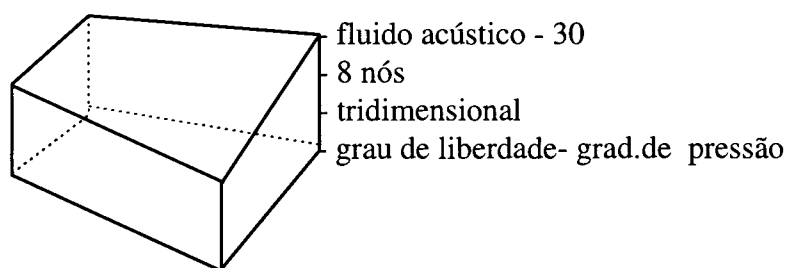 fluido acústico - 30
8 nós
tridimensional
grau de liberdade- grad.de pressão